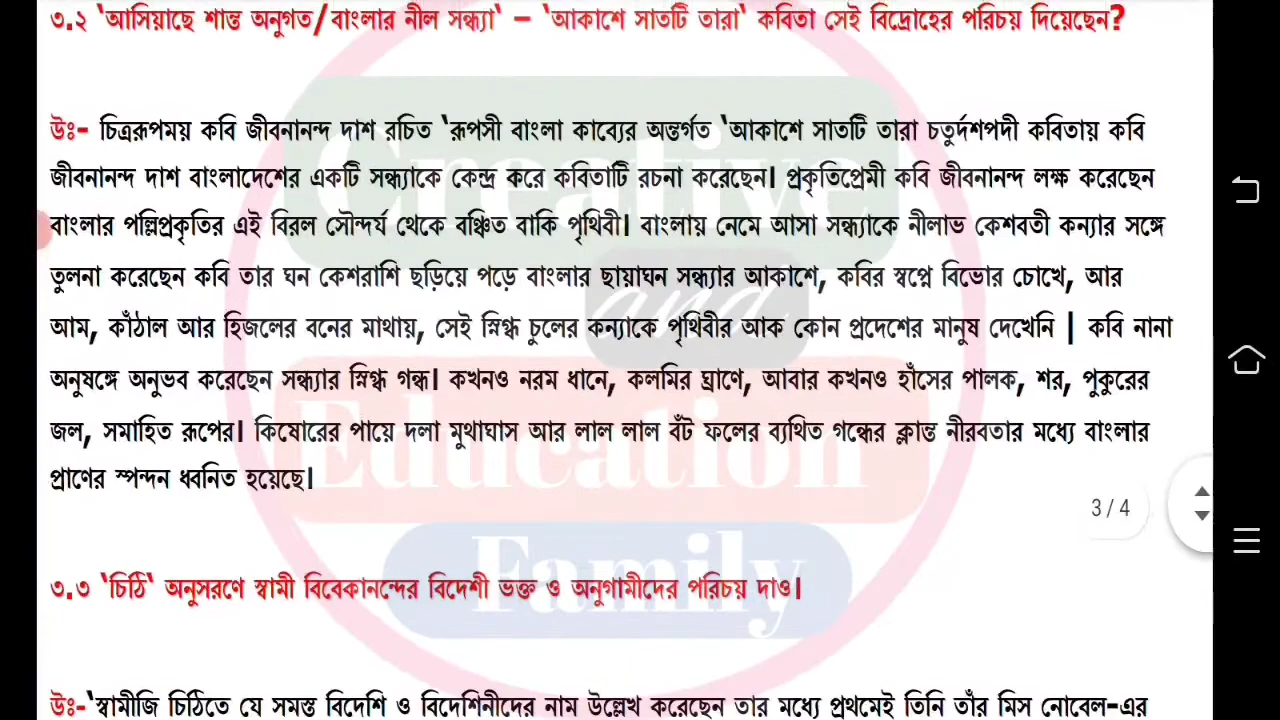 ৩.২ 'আসিয়াছে শান্ত অনুগত/বাংলার নীল সন্ধ্যা' – 'আকাশে সাতটি তারা' কবিতা সেই বিদ্রোহের পরিচয় দিয়েছেন?
উঃ- চিত্ররূপময় কবি জীবনানন্দ দাশ রচিত 'রূপসী বাংলা কাব্যের অন্তর্গত 'আকাশে সাতটি তারা চতুর্দশপদী কবিতায় কবি
জীবনানন্দ দাশ বাংলাদেশের একটি সন্ধ্যাকে কেন্দ্র করে কবিতাটি রচনা করেছেন। প্রকৃতিপ্রেমী কবি জীবনানন্দ লক্ষ করেছেন
বাংলার পল্লিপ্রকৃতির এই বিরল সৌন্দর্য থেকে বঞ্চিত বাকি পৃথিবী। বাংলায় নেমে আসা সন্ধ্যাকে নীলাভ কেশবতী কন্যার সঙ্গে
তুলনা করেছেন কবি তার ঘন কেশরাশি ছড়িয়ে পড়ে বাংলার ছায়াঘন সন্ধ্যার আকাশে, কবির স্বপ্নে বিভোর চোখে, আর
আম, কাঁঠাল আর হিজলের বনের মাথায়, সেই স্নিগ্ধ চুলের কন্যাকে পৃথিবীর আক কোন প্রদেশের মানুষ দেখেনি | কবি নানা
অনুষঙ্গে অনুভব করেছেন সন্ধ্যার স্নিগ্ধ গন্ধ। কখনও নরম ধানে, কলমির ঘ্রাণে, আবার কখনও হাঁসের পালক, শর, পুকুরের
জল, সমাহিত রূপের। কিষোরের পায়ে দলা মুথাঘাস আর লাল লাল বঁট ফলের ব্যথিত গন্ধের ক্লান্ত নীরবতার মধ্যে বাংলার
প্রাণের স্পন্দন ধ্বনিত হয়েছে।
3 / 4
৩.৩ 'চিঠি' অনুসরণে স্বামী বিবেকানন্দের বিদেশী ভক্ত ও অনুগামীদের পরিচয় দাও।
উঃ-'স্বামীজি চিঠিতে যে সমস্ত বিদেশি ও বিদেশিনীদের নাম উল্লেখ করেছেন তার মধ্যে প্রথমেই তিনি তাঁর মিস নোবেল-এর
Creative
and
Education
Family